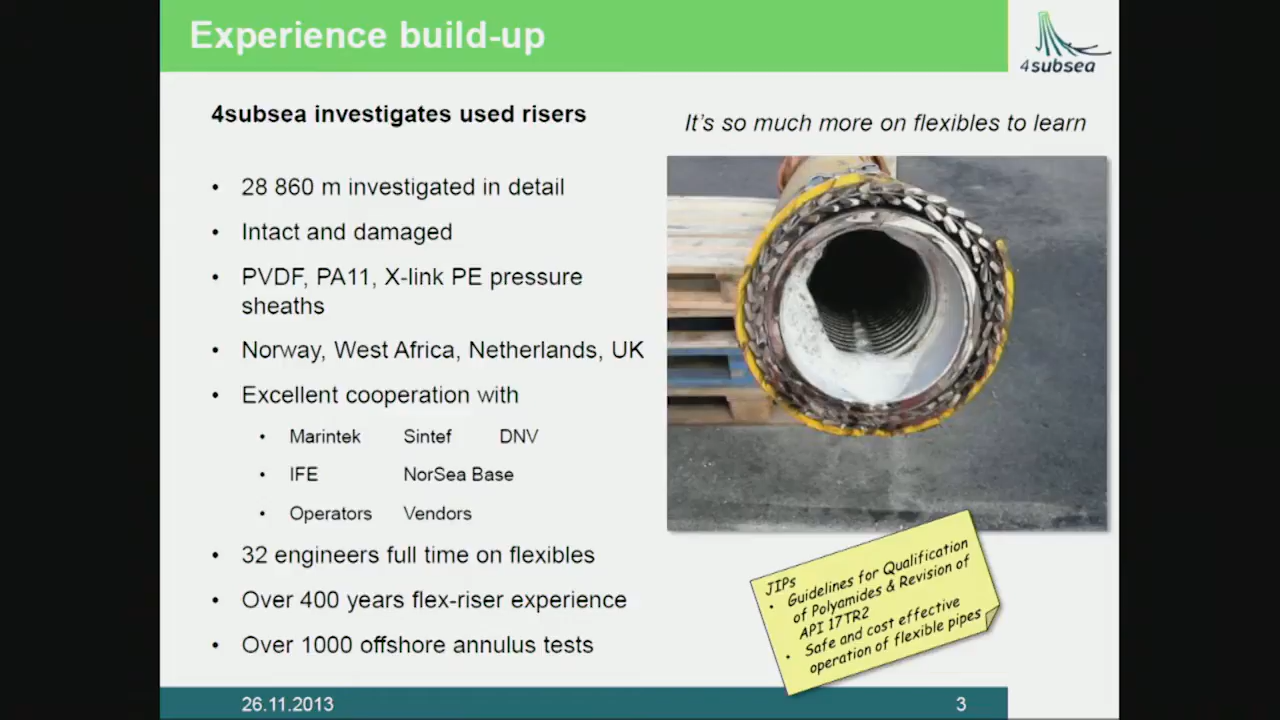 Experience build-up
4subsea
4subsea investigates used risers
It's so much more on flexibles to learn
• 28 860 m investigated in detail
• Intact and damaged
• PVDF, PA11, X-link PE pressure
sheaths
• Norway, West Africa, Netherlands, UK
• Excellent cooperation with
• Marintek Sintef DNV
• IFE NorSea Base
• Operators Vendors
• 32 engineers full time on flexibles
• Over 400 years flex-riser experience
• Over 1000 offshore annulus tests
JIPs
• Guidelines for Qualification
of Polyamides & Revision of
API 17TR2
• Safe and cost effective
operation of flexible pipes
26.11.2013 3